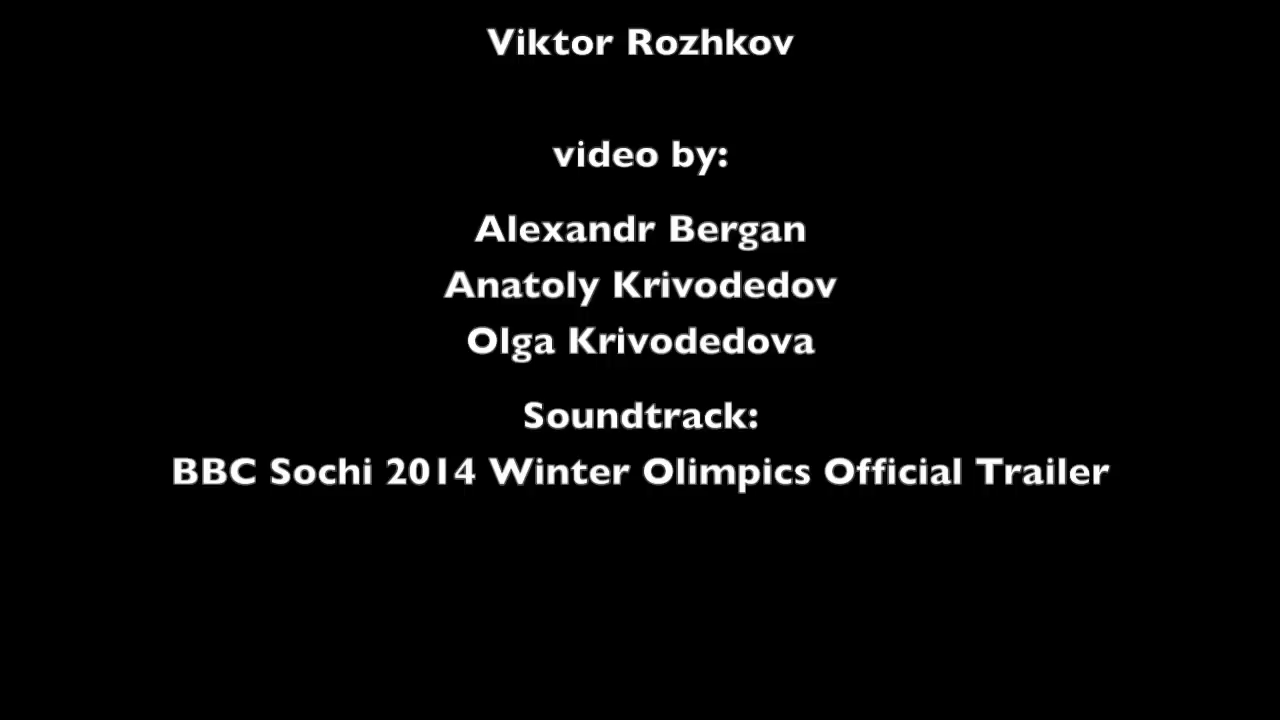 Viktor Rozhkov
video by:
Alexandr Bergan
Anatoly Krivodedov
Olga Krivodedova
Soundtrack:
BBC Sochi 2014 Winter Olimpics Official Trailer